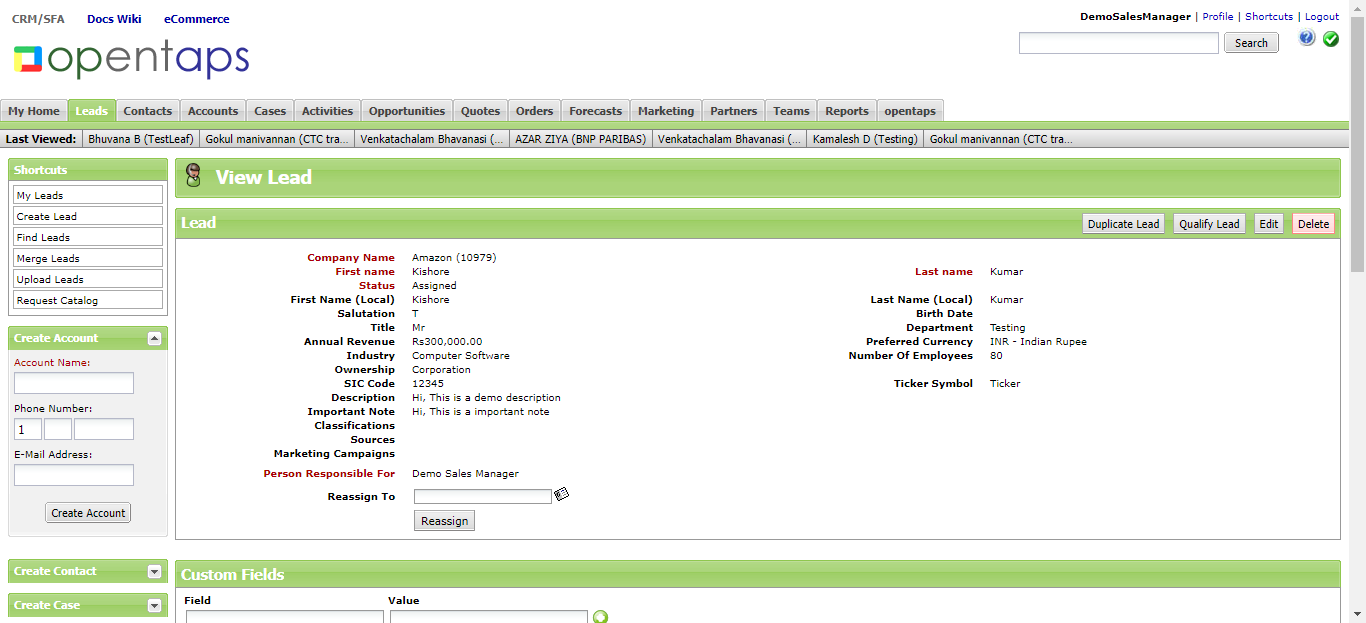 CRM/SFA Docs Wiki eCommerce
DemoSalesManager | Profile | Shortcuts | Logout
opentaps
Search
My Home Leads Contacts Accounts Cases Activities Opportunities Quotes Orders Forecasts Marketing Partners Teams Reports opentaps
Last Viewed: Bhuvana B (TestLeaf) Gokul manivannan (CTC tra... Venkatachalam Bhavanasi (... AZAR ZIYA (BNP PARIBAS) Venkatachalam Bhavanasi (... Kamalesh D (Testing) Gokul manivannan (CTC tra...
Shortcuts
My Leads
Create Lead
Find Leads
Merge Leads
Upload Leads
Request Catalog
Create Account
Account Name:
Phone Number:
1
E-Mail Address:
Create Account
Create Contact
Create Case
View Lead
Lead
Duplicate Lead Qualify Lead Edit Delete
Company Name Amazon (10979)
First name Kishore Last name Kumar
Status Assigned
First Name (Local) Kishore Last Name (Local) Kumar
Salutation T Birth Date
Title Mr Department Testing
Annual Revenue Rs300,000.00 Preferred Currency INR - Indian Rupee
Industry Computer Software Number Of Employees 80
Ownership Corporation
SIC Code 12345 Ticker Symbol Ticker
Description Hi, This is a demo description
Important Note Hi, This is a important note
Classifications
Sources
Marketing Campaigns
Person Responsible For Demo Sales Manager
Reassign To
Reassign
Custom Fields
Field Value